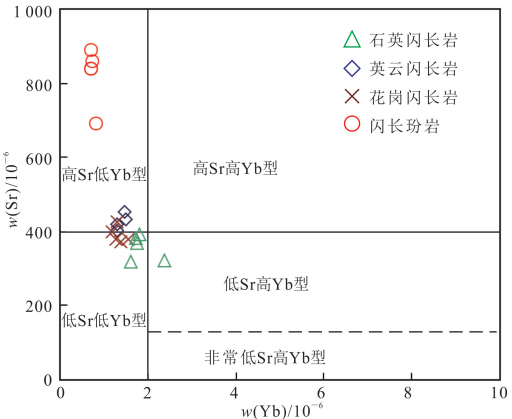 1 000
800
600
400
200
0
w(Sr)/10⁻⁶
石英闪长岩
英云闪长岩
花岗闪长岩
闪长玢岩
高Sr低Yb型
高Sr高Yb型
低Sr高Yb型
低Sr低Yb型
非常低Sr高Yb型
0
2
4
6
8
10
w(Yb)/10⁻⁶